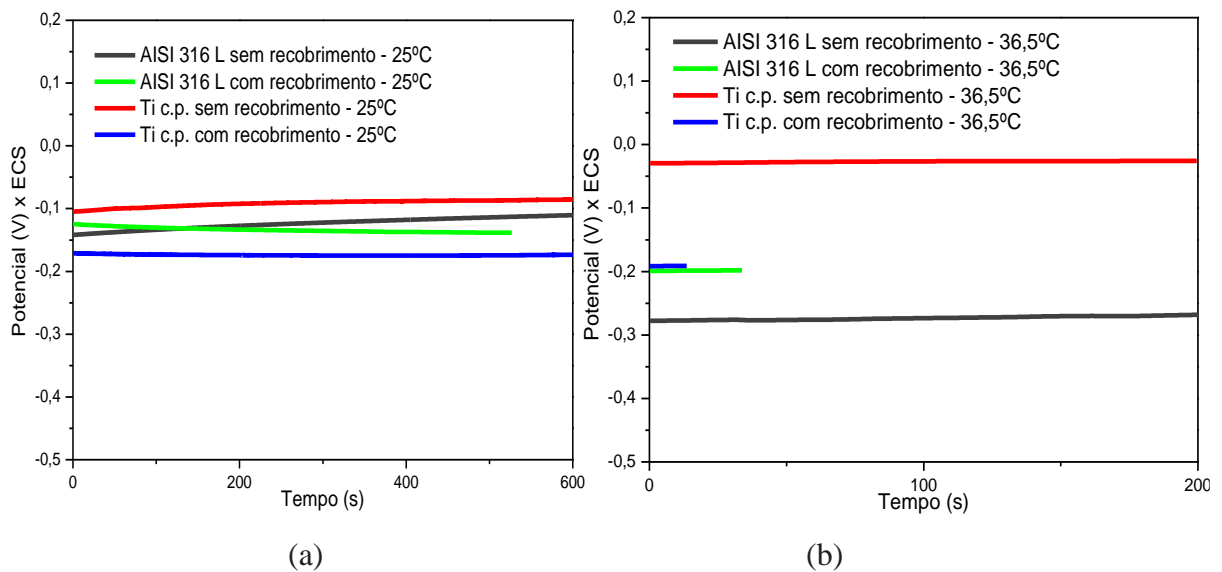 0,2
0,1
0,0
-0,1
-0,2
-0,3
-0,4
-0,5
Potencial (V) x ECS
AISI 316 L sem recobrimento - 25ºC
AISI 316 L com recobrimento - 25ºC
Ti c.p. sem recobrimento - 25ºC
Ti c.p. com recobrimento - 25ºC
0 200 400 600
Tempo (s)
(a)
0,2
0,1
0,0
-0,1
-0,2
-0,3
-0,4
-0,5
Potencial (V) x ECS
AISI 316 L sem recobrimento - 36,5ºC
AISI 316 L com recobrimento - 36,5ºC
Ti c.p. sem recobrimento - 36,5ºC
Ti c.p. com recobrimento - 36,5ºC
0 100 200
Tempo (s)
(b)